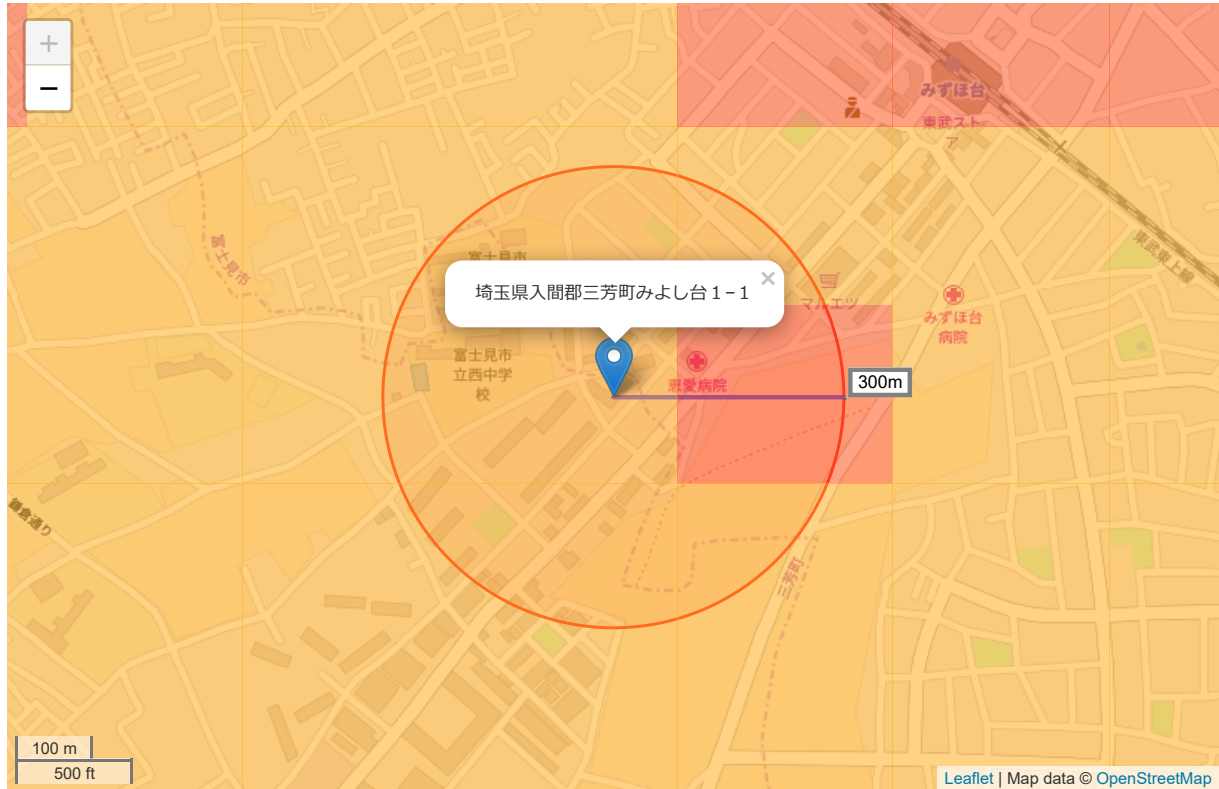 +
−
みずほ台
東武スト
ア
富士見市
東武東上線
富士見市
埼玉県入間郡三芳町みよし台１−１
×
マルエツ
みずほ台
病院
富士見市
立西中学
校
恵愛病院
300m
鎌倉通り
三芳町
100 m
500 ft
Leaflet | Map data © OpenStreetMap